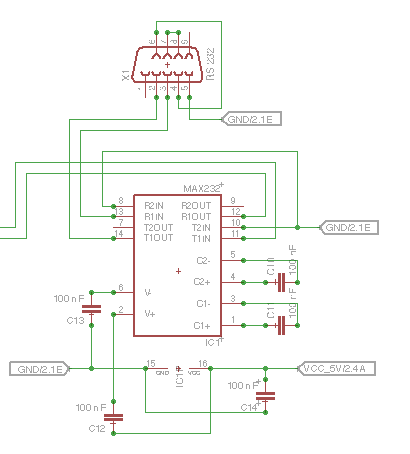 6 7 8 9
X1
RS 232
1 2 3 4 5
GND/2.1E
MAX232
8 R2IN R2OUT 9
13 R1IN R1OUT 12
7 T2OUT T2IN 10
14 T1OUT T1IN 11
GND/2.1E
C2- 5
C10
100 nF
C2+ 4
6 V-
100 nF
C13
C1- 3
2 V+
C11
100 nF
C1+ 1
IC1
GND/2.1E
15 GND
VCC 16
VCC_5V/2.4A
100 nF
C14
100 nF
C12